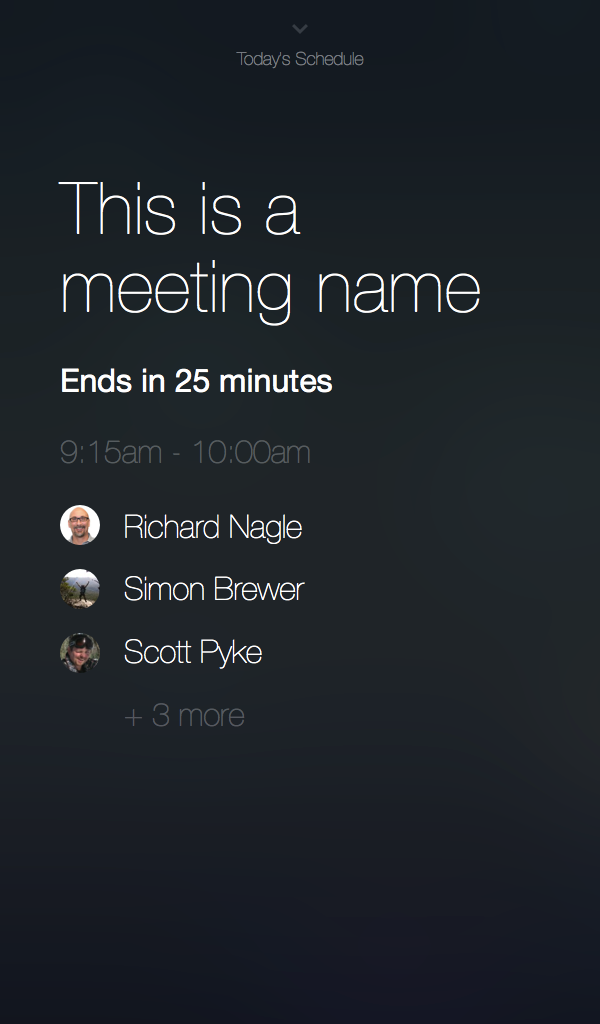 Today's Schedule
This is a
meeting name
Ends in 25 minutes
9:15am - 10:00am
Richard Nagle
Simon Brewer
Scott Pyke
+ 3 more